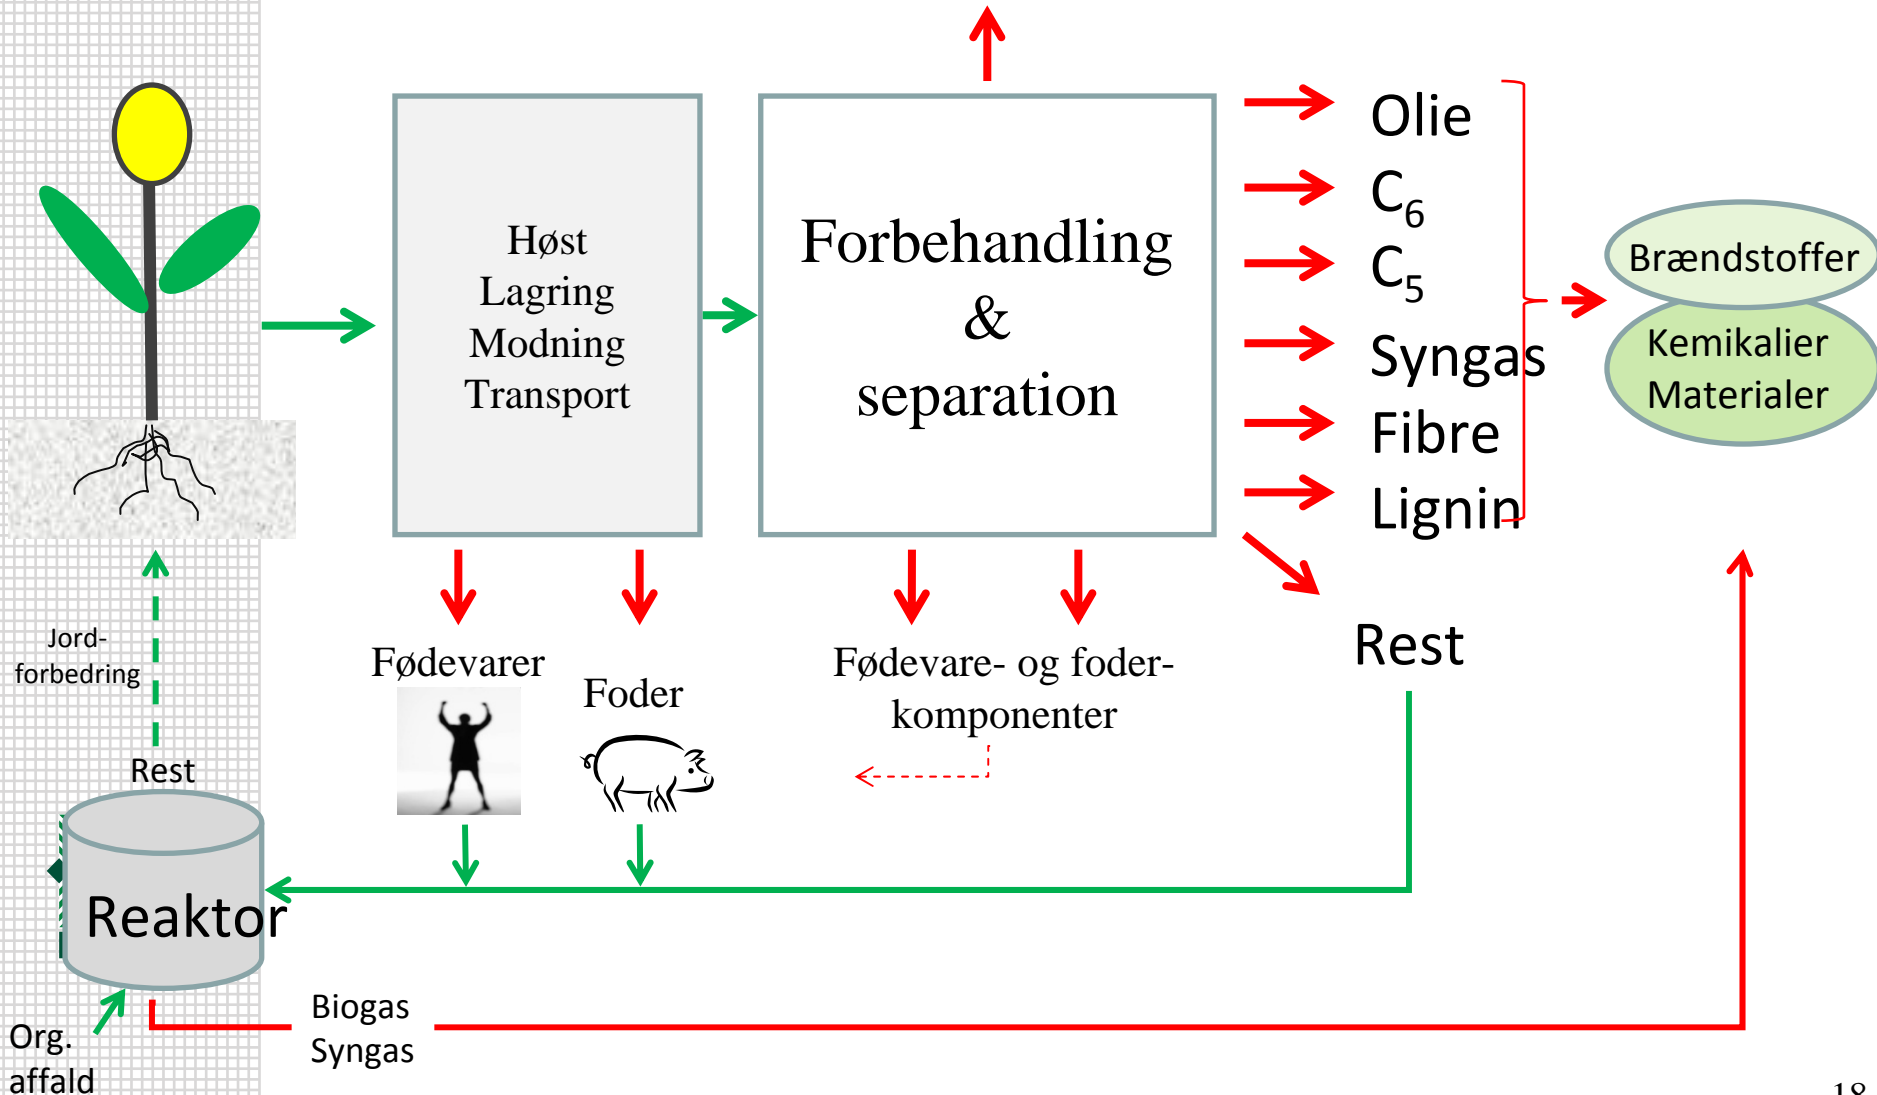 Høst
Lagring
Modning
Transport
Forbehandling
&
separation
Olie
C6
C5
Syngas
Fibre
Lignin
Brændstoffer
Kemikalier
Materialer
Jord-
forbedring
Fødevarer
Foder
Fødevare- og foder-
komponenter
Rest
Rest
Reaktor
Biogas
Syngas
Org.
affald
18